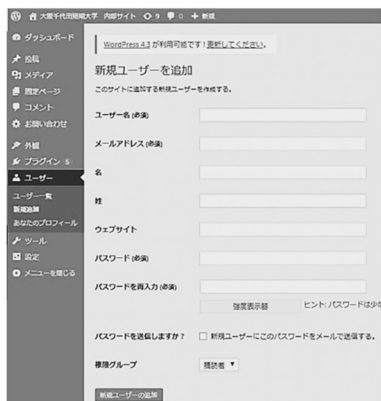 大阪千代田短期大学 内部サイト 9 0 + 新規
ダッシュボード
投稿
メディア
固定ページ
コメント
お問い合わせ
外観
プラグイン 5
ユーザー
ユーザー一覧
新規追加
あなたのプロフィール
ツール
設定
メニューを閉じる
WordPress 4.3 が利用可能です ! 更新してください。
新規ユーザーを追加
このサイトに追加する新規ユーザーを作成する。
ユーザー名 (必須)
メールアドレス (必須)
名
姓
ウェブサイト
パスワード (必須)
パスワードを再入力 (必須)
強度表示器 ヒント: パスワードは少な
パスワードを送信しますか ? 新規ユーザーにこのパスワードをメールで送信する。
権限グループ 購読者
新規ユーザーの追加